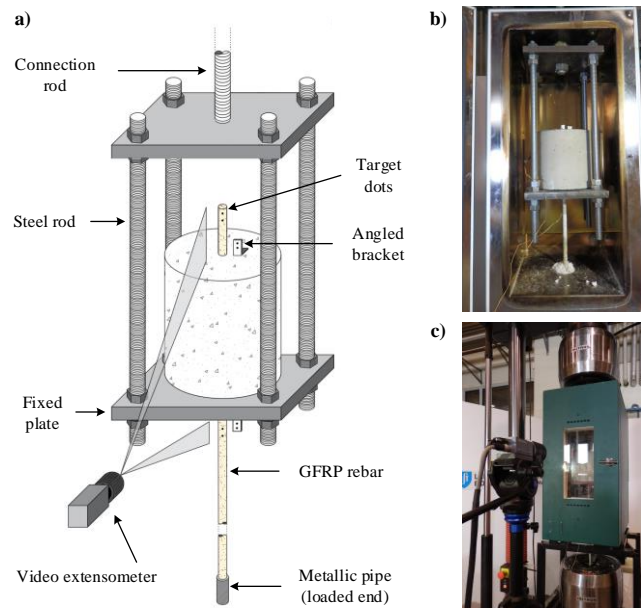 a)
Connection
rod
Target
dots
Steel rod
Angled
bracket
Fixed
plate
GFRP rebar
Video extensometer
Metallic pipe
(loaded end)
b)
c)